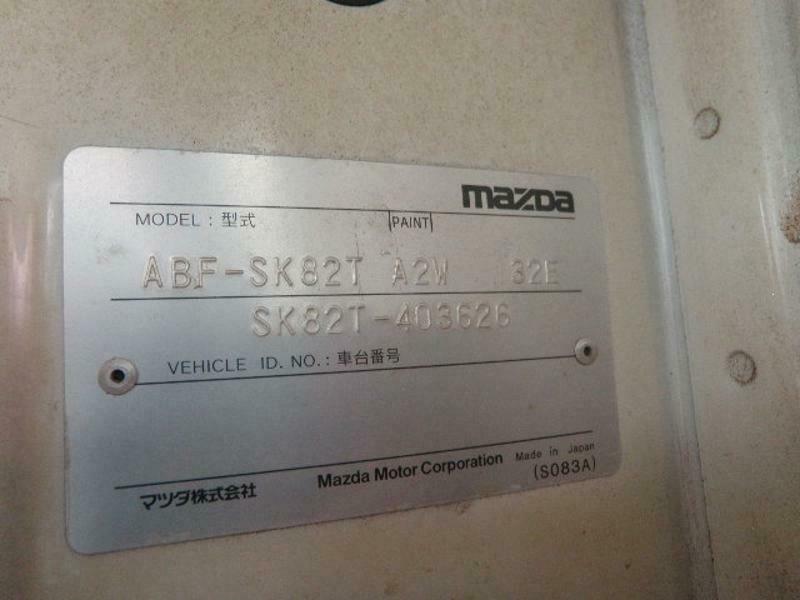 mazda
MODEL : 型式 PAINT
ABF-SK82T A2W 32E
SK82T-403626
VEHICLE ID. NO. : 車台番号
マツダ株式会社 Mazda Motor Corporation Made in Japan
(S083A)